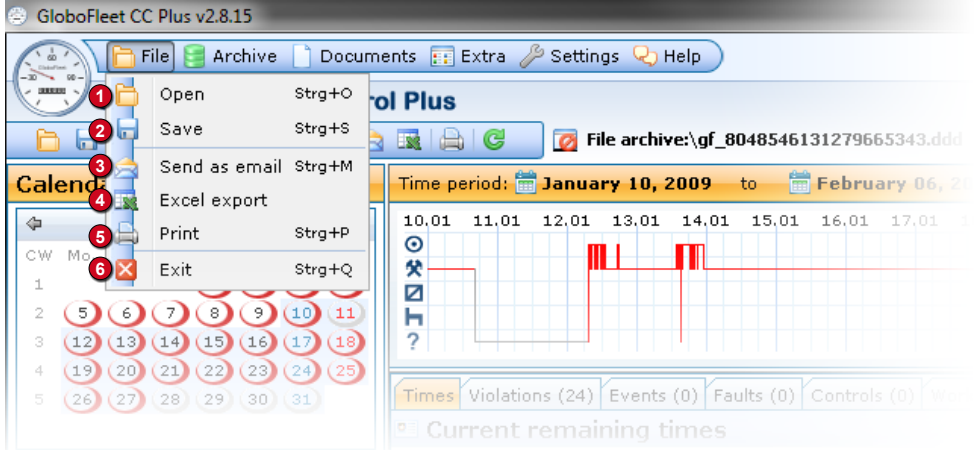 GloboFleet CC Plus v2.8.15
File Archive Documents Extra Settings Help
1 Open Strg+O
ol Plus
2 Save Strg+S
File archive:\gf_8048546131279665343.ddd
3 Send as email Strg+M
Calend
Time period: January 10, 2009 to February 06, 2
4 Excel export
5 Print Strg+P
6 Exit Strg+Q
10.01 11.01 12.01 13.01 14.01 15.01 16.01 17.01
CW Mo
1
2 5 6 7 8 9 10 11
3 12 13 14 15 16 17 18
4 19 20 21 22 23 24 25
5 26 27 28 29 30 31
?
Times Violations (24) Events (0) Faults (0) Controls (0)
Current remaining times